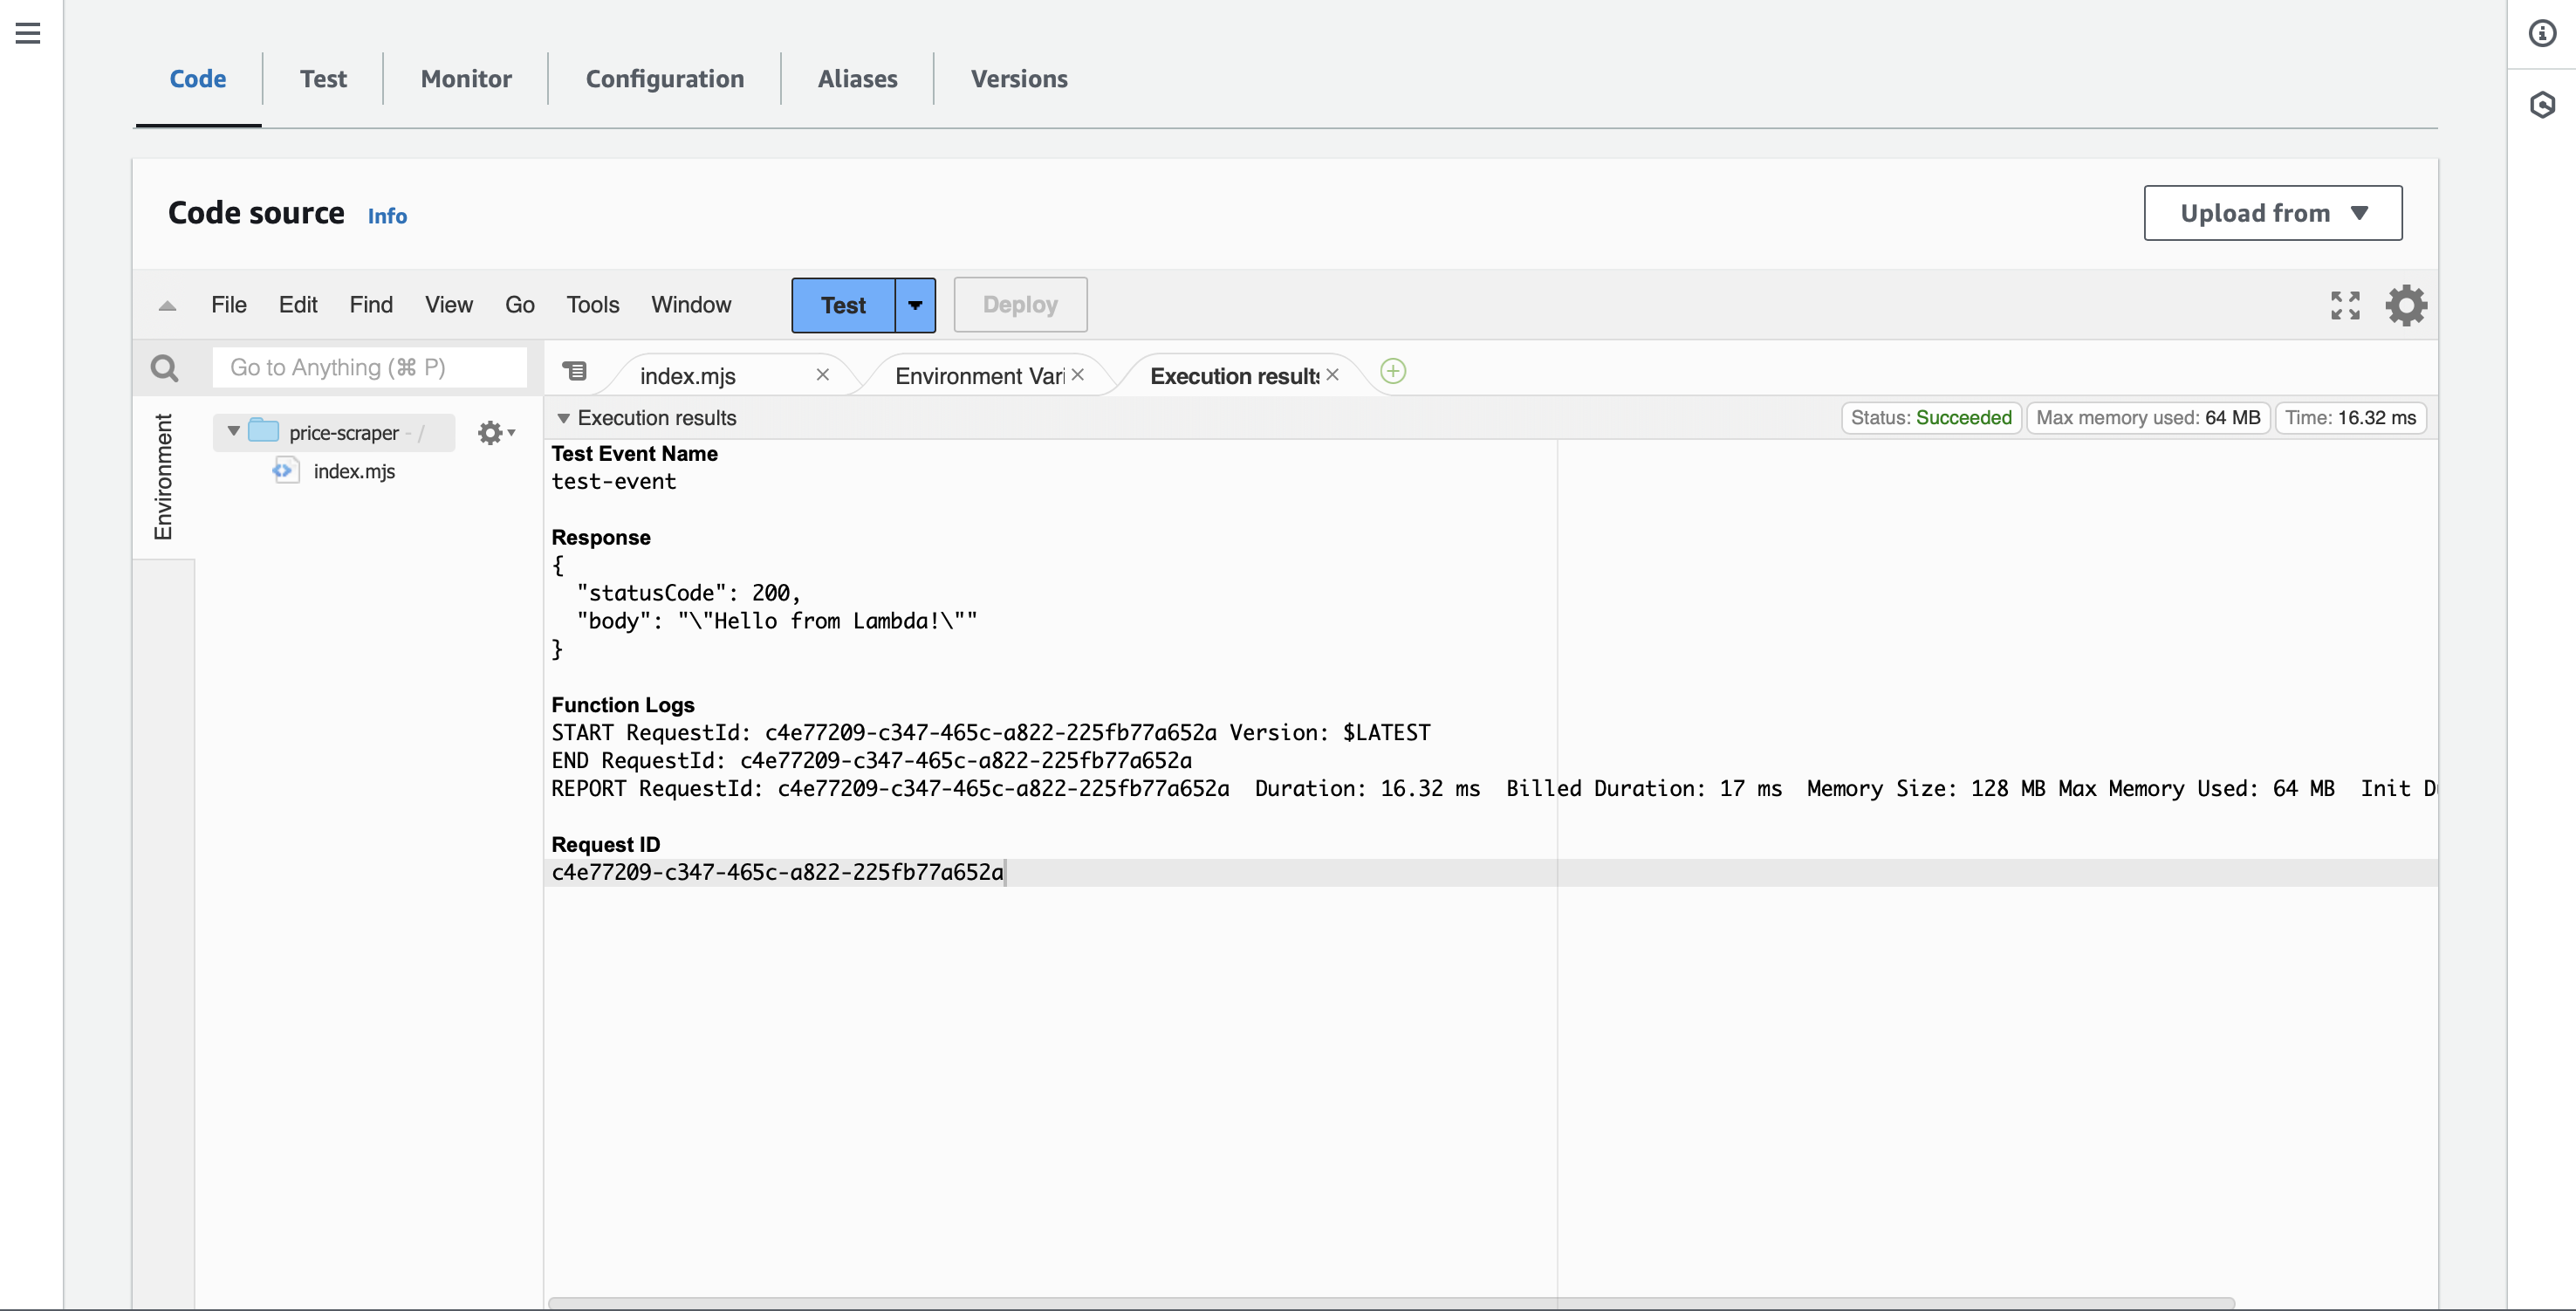 Code Test Monitor Configuration Aliases Versions
Code source Info
Upload from
File Edit Find View Go Tools Window Test Deploy
Go to Anything (⌘ P)
index.mjs Environment Vari Execution results
Execution results
Status: Succeeded Max memory used: 64 MB Time: 16.32 ms
Environment
price-scraper - /
index.mjs
Test Event Name
test-event
Response
{
"statusCode": 200,
"body": "\"Hello from Lambda!\""
}
Function Logs
START RequestId: c4e77209-c347-465c-a822-225fb77a652a Version: $LATEST
END RequestId: c4e77209-c347-465c-a822-225fb77a652a
REPORT RequestId: c4e77209-c347-465c-a822-225fb77a652a Duration: 16.32 ms Billed Duration: 17 ms Memory Size: 128 MB Max Memory Used: 64 MB Init
Request ID
c4e77209-c347-465c-a822-225fb77a652a